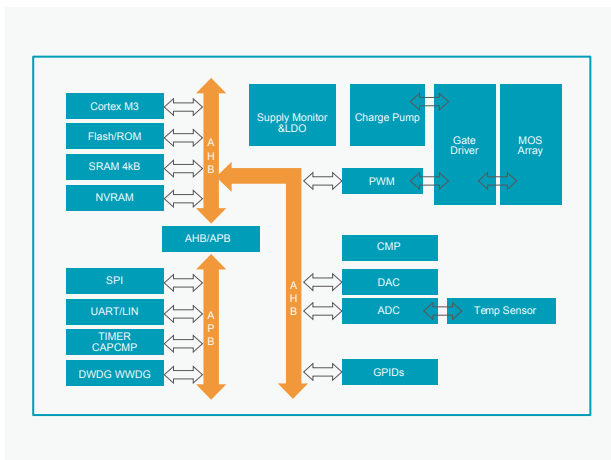 Cortex M3
Flash/ROM
SRAM 4kB
NVRAM
A
H
B
AHB/APB
SPI
UART/LIN
TIMER
CAPCMP
DWDG WWDG
A
P
B
Supply Monitor
&LDO
Charge Pump
Gate
Driver
MOS
Array
PWM
CMP
A
H
B
DAC
ADC
Temp Sensor
GPIDs